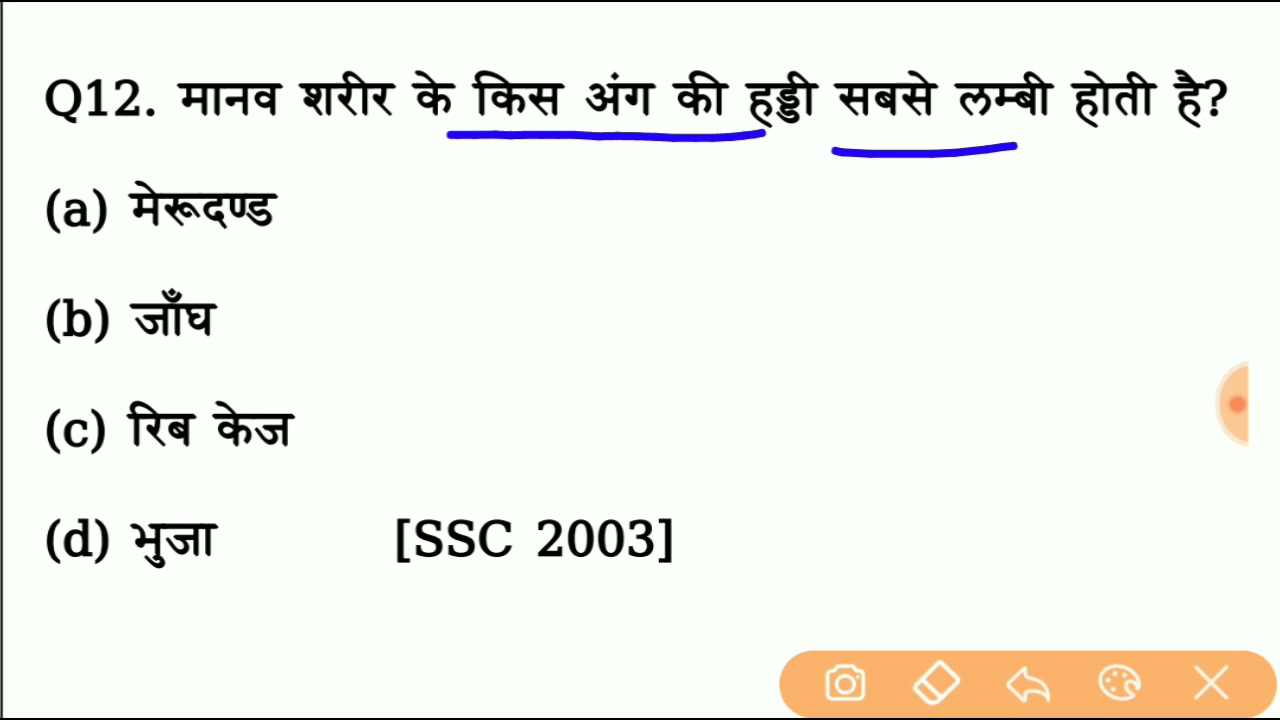 Q12. मानव शरीर के किस अंग की हड्डी सबसे लम्बी होती है?
(a) मेरूदण्ड
(b) जाँघ
(c) रिब केज
(d) भुजा [SSC 2003]